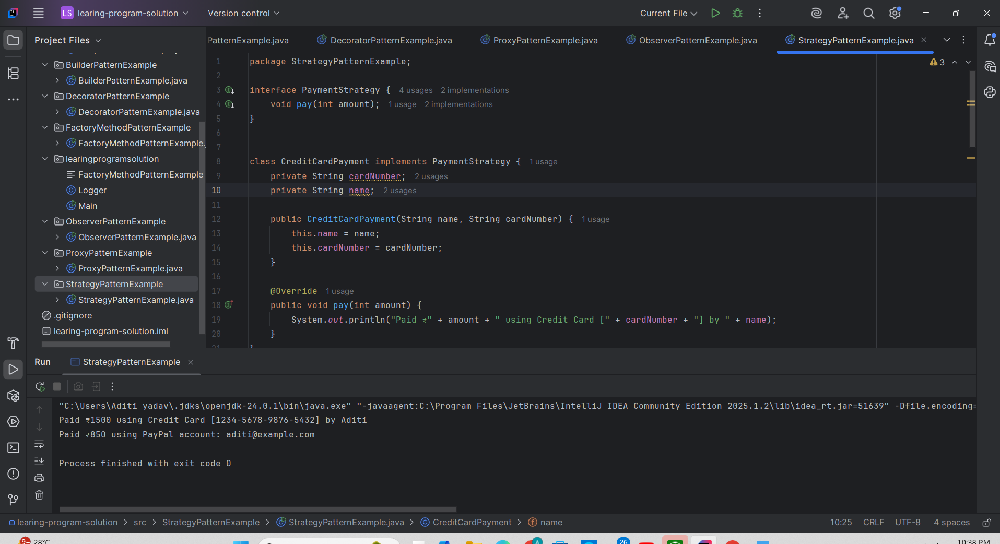 LS learing-program-solution Version control Current File
Project Files
PatternExample.java DecoratorPatternExample.java ProxyPatternExample.java ObserverPatternExample.java StrategyPatternExample.java
BuilderPatternExample
BuilderPatternExample.java
DecoratorPatternExample
DecoratorPatternExample.java
FactoryMethodPatternExample
FactoryMethodPatternExample.
learingprogramsolution
FactoryMethodPatternExample
Logger
Main
ObserverPatternExample
ObserverPatternExample.java
ProxyPatternExample
ProxyPatternExample.java
StrategyPatternExample
StrategyPatternExample.java
.gitignore
learing-program-solution.iml
3
1 package StrategyPatternExample;
2
3 interface PaymentStrategy { 4 usages 2 implementations
4 void pay(int amount); 1 usage 2 implementations
5 }
6
7
8 class CreditCardPayment implements PaymentStrategy { 1 usage
9 private String cardNumber; 2 usages
10 private String name; 2 usages
11
12 public CreditCardPayment(String name, String cardNumber) { 1 usage
13 this.name = name;
14 this.cardNumber = cardNumber;
15 }
16
17 @Override 1 usage
18 public void pay(int amount) {
19 System.out.println("Paid ₹" + amount + " using Credit Card [" + cardNumber + "] by " + name);
20 }
Run StrategyPatternExample
"C:\Users\Aditi yadav\.jdks\openjdk-24.0.1\bin\java.exe" "-javaagent:C:\Program Files\JetBrains\IntelliJ IDEA Community Edition 2025.1.2\lib\idea_rt.jar=51639" -Dfile.encoding=
Paid ₹1500 using Credit Card [1234-5678-9876-5432] by Aditi
Paid ₹850 using PayPal account: aditi@example.com
Process finished with exit code 0
learing-program-solution > src > StrategyPatternExample > StrategyPatternExample.java > CreditCardPayment > name 10:25 CRLF UTF-8 4 spaces
9+ 28°C 26 10:38 PM